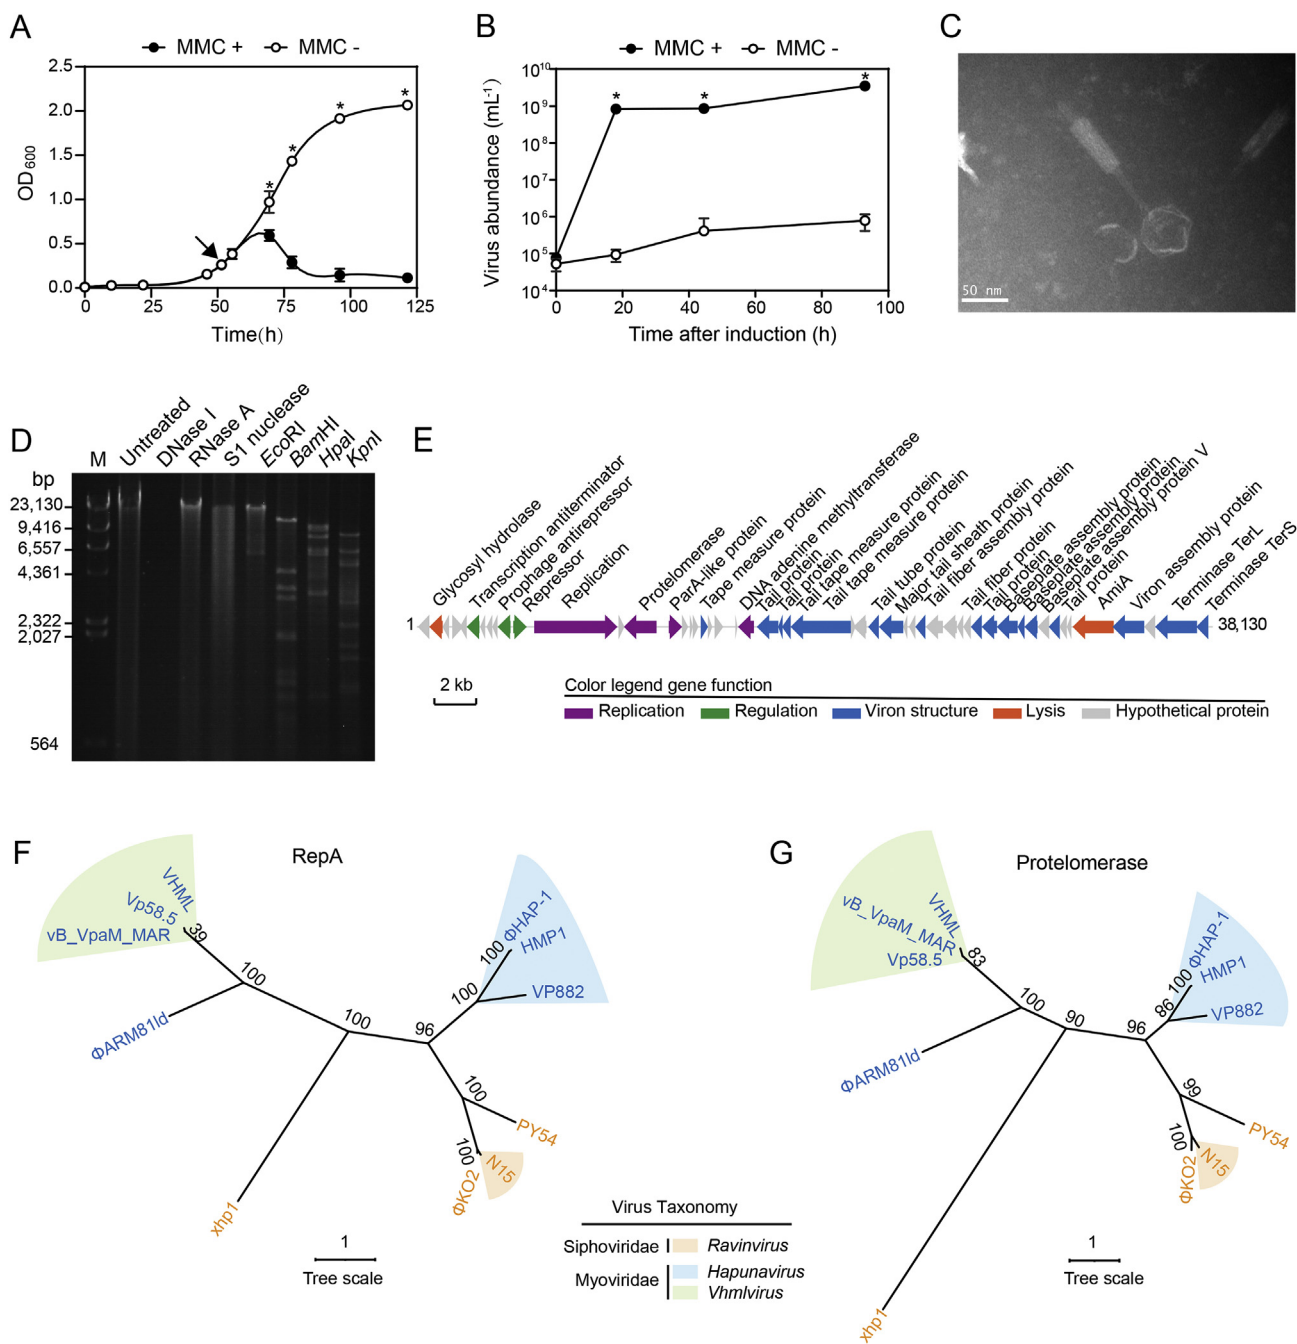 A
MMC + MMC -
2.5
2.0
1.5
1.0
0.5
0.0
OD600
0 25 50 75 100 125
Time(h)
* * * *
B
MMC + MMC -
10^10
10^9
10^8
10^7
10^6
10^5
10^4
Virus abundance (mL-1)
0 20 40 60 80 100
Time after induction (h)
* * *
C
50 nm
D
M
Untreated
DNase I
RNase A
S1 nuclease
EcoRI
BamHI
HpaI
KpnI
bp
23,130
9,416
6,557
4,361
2,322
2,027
564
E
Glycosyl hydrolase
Transcription antiterminator
Prophage antirepressor
Repressor
Replication
Protelomerase
ParA-like protein
Tape measure protein
DNA adenine methyltransferase
Tail protein
Tail protein
Tail tape measure protein
Tail tape measure protein
Tail tube protein
Major tail sheath protein
Tail fiber assembly protein
Tail fiber protein
Tail protein
Baseplate assembly protein
Baseplate assembly protein
Baseplate assembly protein V
Tail protein
AmiA
Viron assembly protein
Terminase TerL
Terminase TerS
1
38,130
2 kb
Color legend gene function
Replication Regulation Viron structure Lysis Hypothetical protein
F
RepA
VHML
Vp58.5
vB_VpaM_MAR
39
100
ΦARM81ld
100
96
100
100
ΦHAP-1
HMP1
VP882
100
PY54
100
N15
ΦKO2
xhp1
1
Tree scale
Virus Taxonomy
Siphoviridae Ravinvirus
Myoviridae Hapunavirus
Vhmlvirus
G
Protelomerase
VHML
vB_VpaM_MAR
Vp58.5
83
100
ΦARM81ld
90
96
86
100
ΦHAP-1
HMP1
VP882
99
PY54
100
N15
ΦKO2
xhp1
1
Tree scale